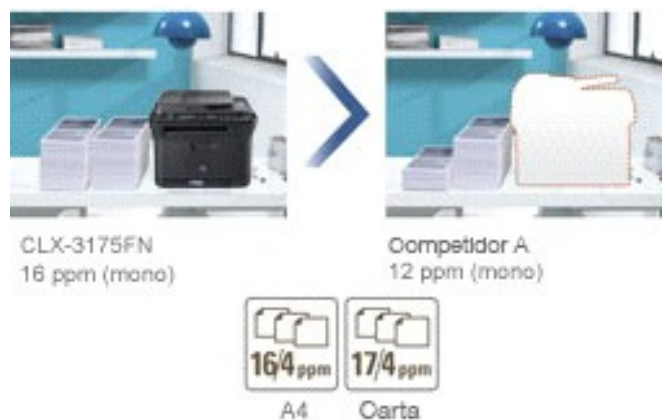 CLX-3175FN
16 ppm (mono)
Competidor A
12 ppm (mono)
16/4 ppm
17/4 ppm
A4
Carta